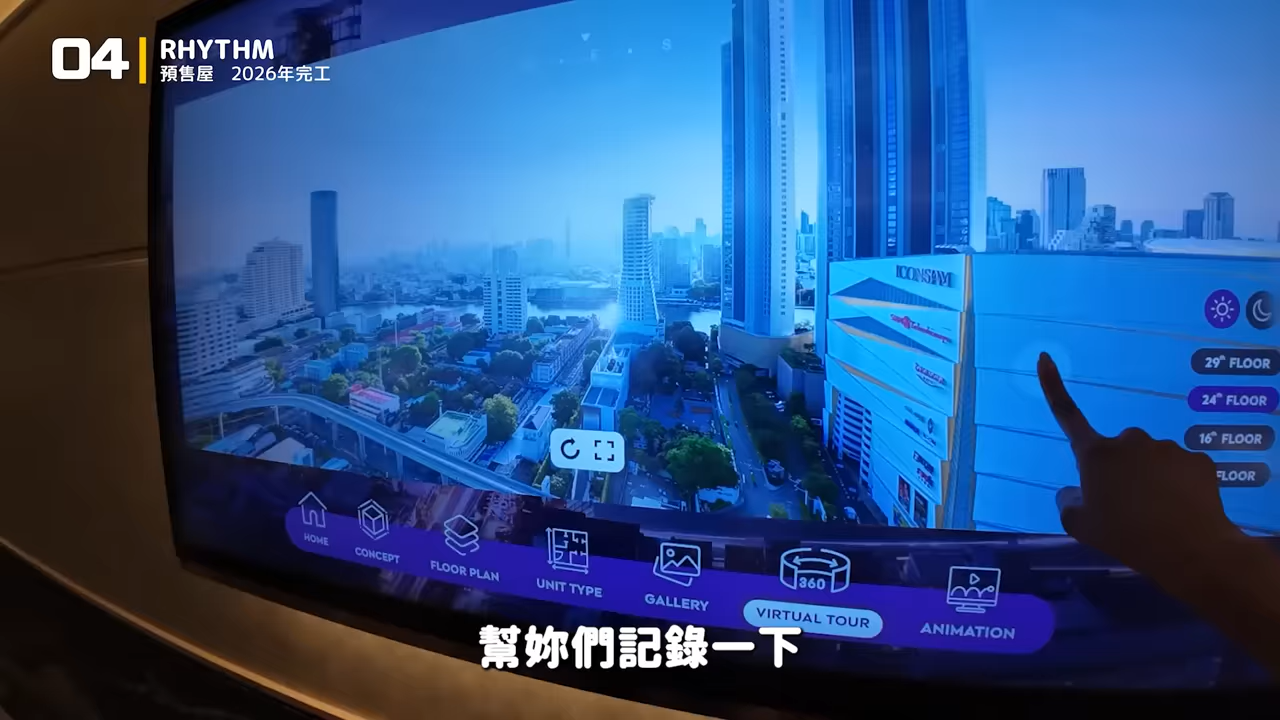 04
RHYTHM
預售屋 2026年完工
ICONSIAM
29th FLOOR
24th FLOOR
16th FLOOR
FLOOR
HOME
CONCEPT
FLOOR PLAN
UNIT TYPE
GALLERY
360
VIRTUAL TOUR
ANIMATION
幫妳們記錄一下